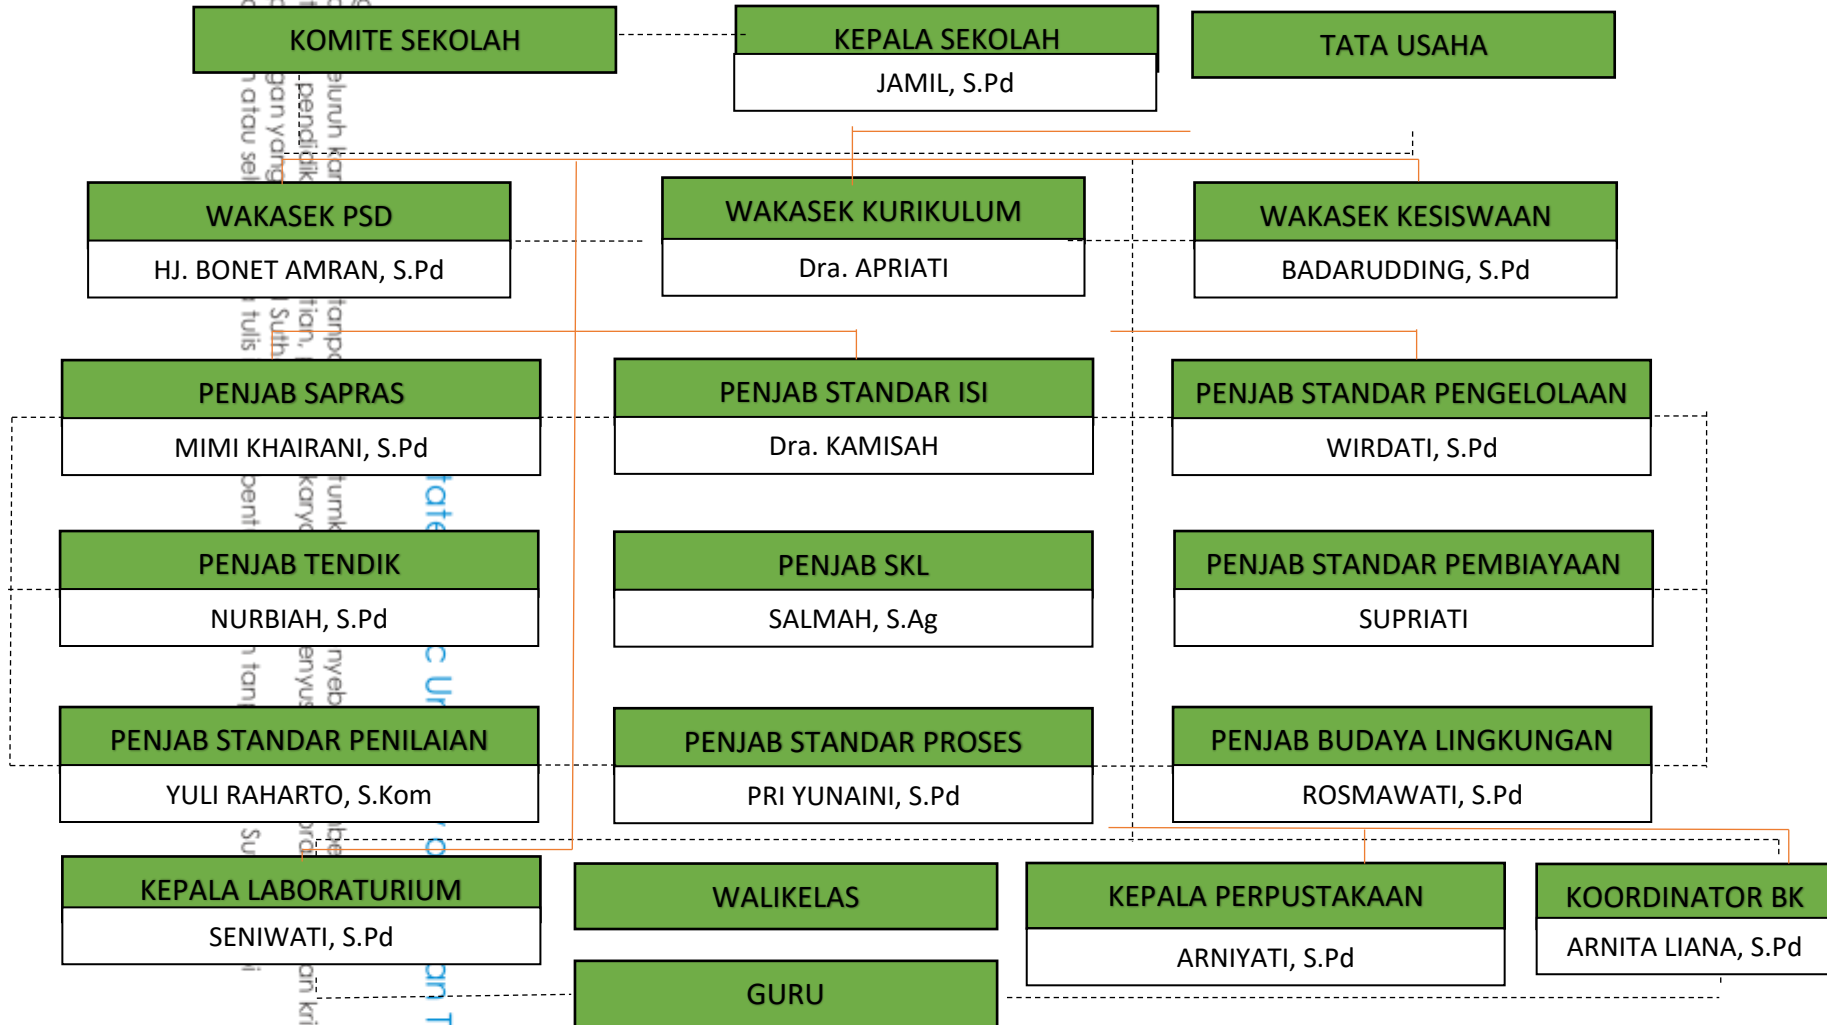 KOMITE SEKOLAH
KEPALA SEKOLAH
JAMIL, S.Pd
TATA USAHA
WAKASEK PSD
HJ. BONET AMRAN, S.Pd
WAKASEK KURIKULUM
Dra. APRIATI
WAKASEK KESISWAAN
BADARUDDING, S.Pd
PENJAB SAPRAS
MIMI KHAIRANI, S.Pd
PENJAB STANDAR ISI
Dra. KAMISAH
PENJAB STANDAR PENGELOLAAN
WIRDATI, S.Pd
PENJAB TENDIK
NURBIAH, S.Pd
PENJAB SKL
SALMAH, S.Ag
PENJAB STANDAR PEMBIAYAAN
SUPRIATI
PENJAB STANDAR PENILAIAN
YULI RAHARTO, S.Kom
PENJAB STANDAR PROSES
PRI YUNAINI, S.Pd
PENJAB BUDAYA LINGKUNGAN
ROSMAWATI, S.Pd
KEPALA LABORATURIUM
SENIWATI, S.Pd
WALIKELAS
KEPALA PERPUSTAKAAN
ARNIYATI, S.Pd
KOORDINATOR BK
ARNITA LIANA, S.Pd
GURU